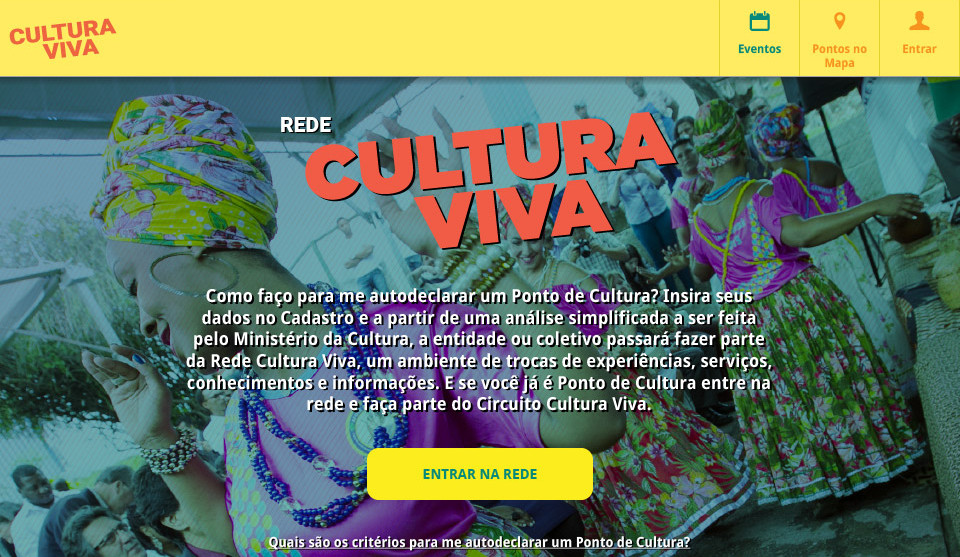 CULTURA
VIVA
Eventos
Pontos no
Mapa
Entrar
REDE
CULTURA
VIVA
Como faço para me autodeclarar um Ponto de Cultura? Insira seus
dados no Cadastro e a partir de uma análise simplificada a ser feita
pelo Ministério da Cultura, a entidade ou coletivo passará fazer parte
da Rede Cultura Viva, um ambiente de trocas de experiências, serviços,
conhecimentos e informações. E se você já é Ponto de Cultura entre na
rede e faça parte do Circuito Cultura Viva.
ENTRAR NA REDE
Quais são os critérios para me autodeclarar um Ponto de Cultura?